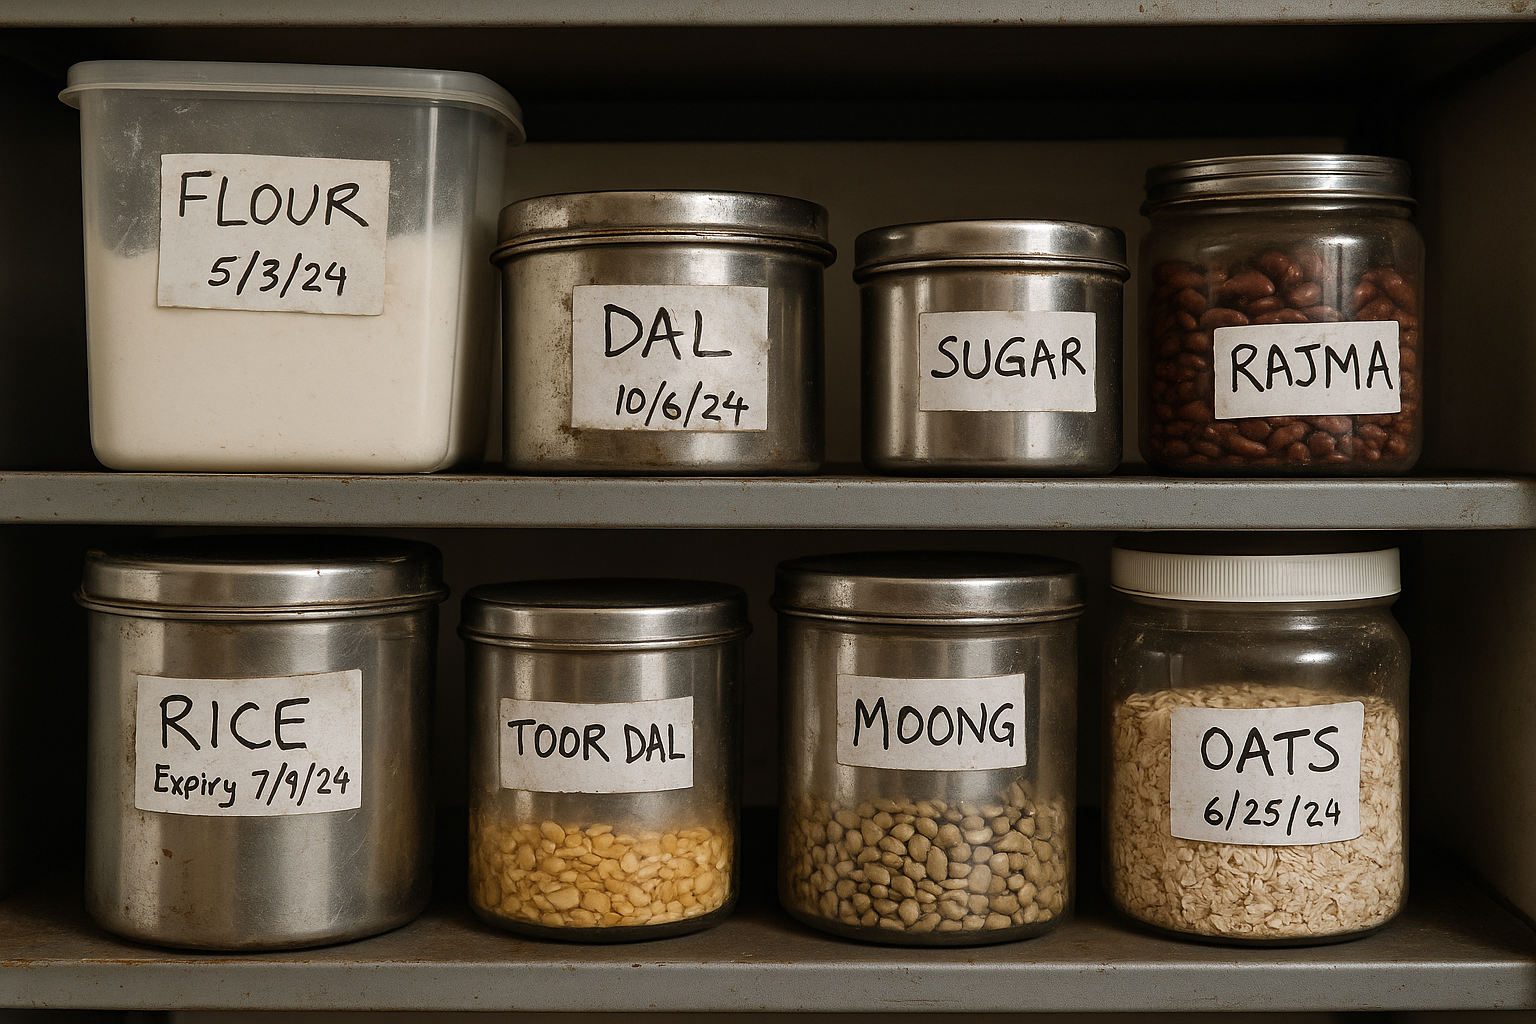 FLOUR
5/3/24
DAL
10/6/24
SUGAR
RAJMA
RICE
Expiry 7/9/24
TOOR DAL
MOONG
OATS
6/25/24